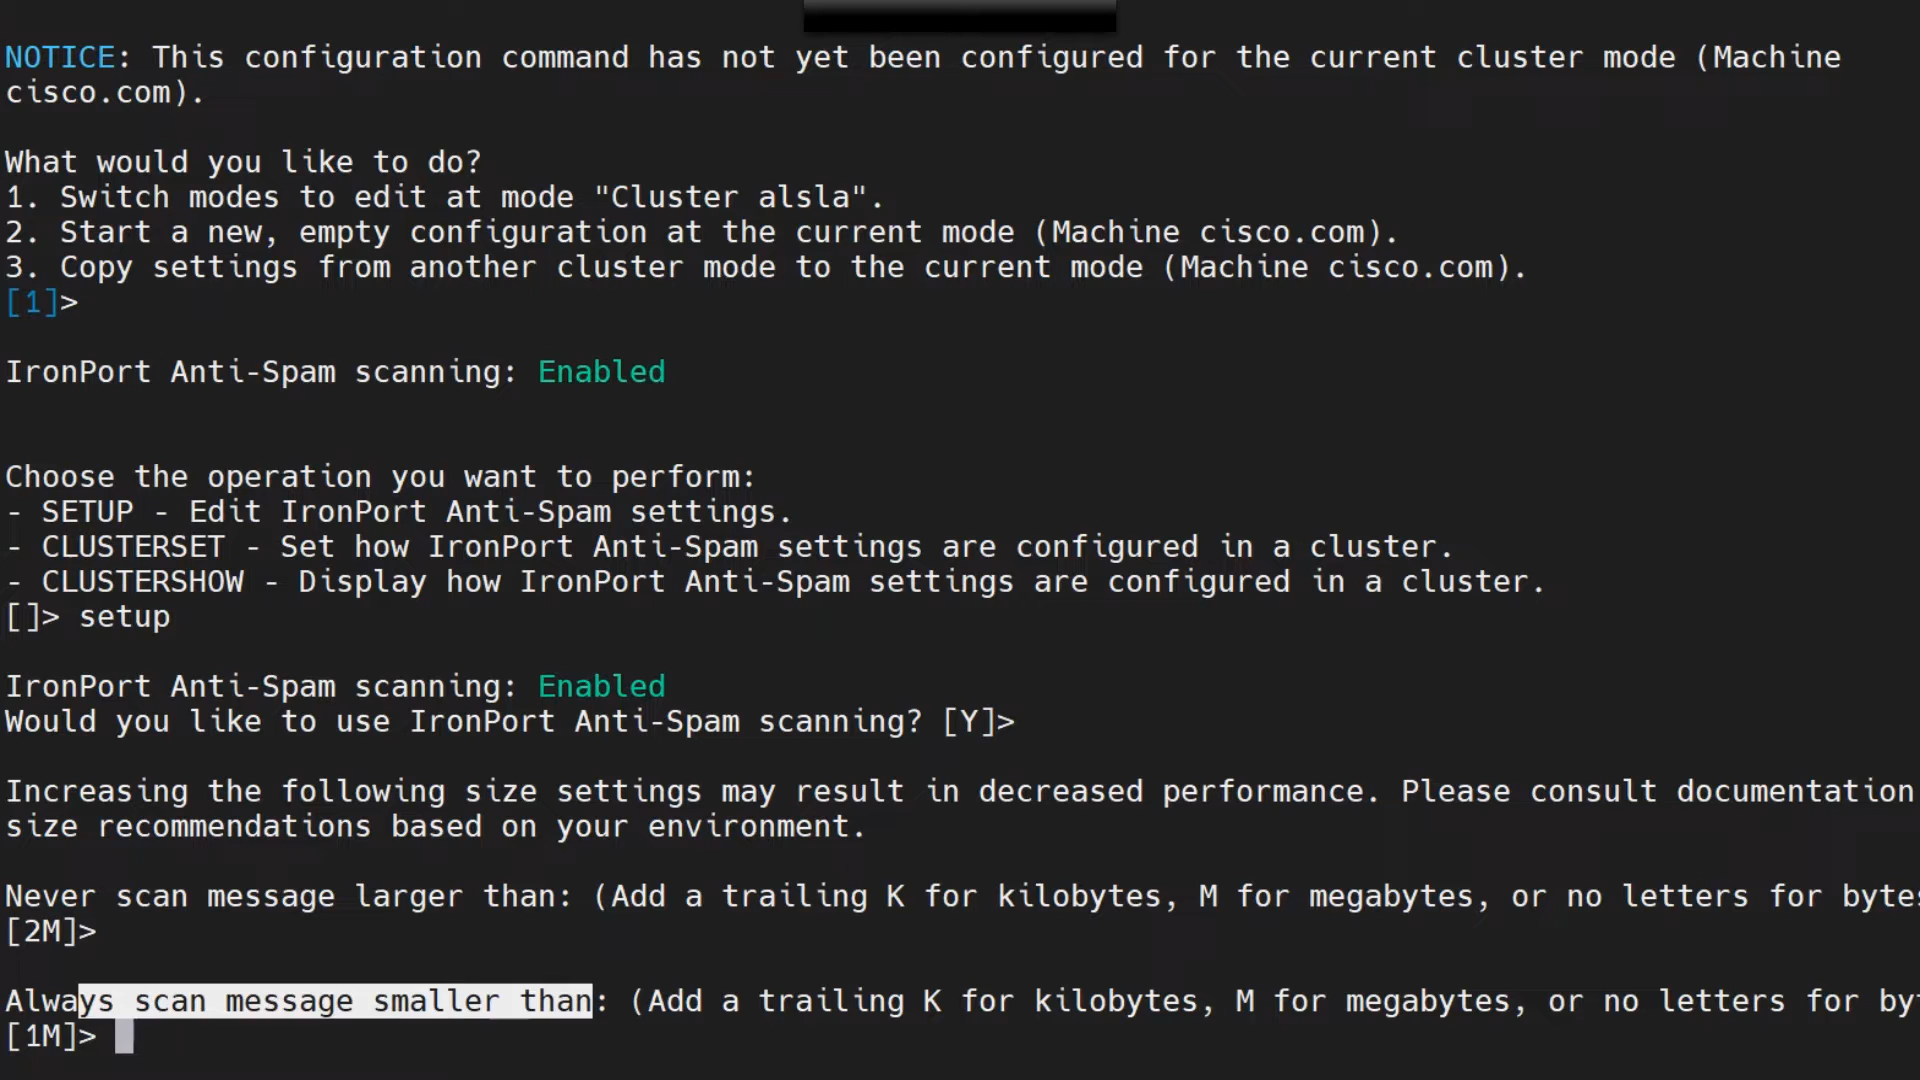 NOTICE: This configuration command has not yet been configured for the current cluster mode (Machine
cisco.com).
What would you like to do?
1. Switch modes to edit at mode "Cluster alsla".
2. Start a new, empty configuration at the current mode (Machine cisco.com).
3. Copy settings from another cluster mode to the current mode (Machine cisco.com).
[1]>
IronPort Anti-Spam scanning: Enabled
Choose the operation you want to perform:
- SETUP - Edit IronPort Anti-Spam settings.
- CLUSTERSET - Set how IronPort Anti-Spam settings are configured in a cluster.
- CLUSTERSHOW - Display how IronPort Anti-Spam settings are configured in a cluster.
[]> setup
IronPort Anti-Spam scanning: Enabled
Would you like to use IronPort Anti-Spam scanning? [Y]>
Increasing the following size settings may result in decreased performance. Please consult documentation
size recommendations based on your environment.
Never scan message larger than: (Add a trailing K for kilobytes, M for megabytes, or no letters for bytes
[2M]>
Always scan message smaller than: (Add a trailing K for kilobytes, M for megabytes, or no letters for byt
[1M]>